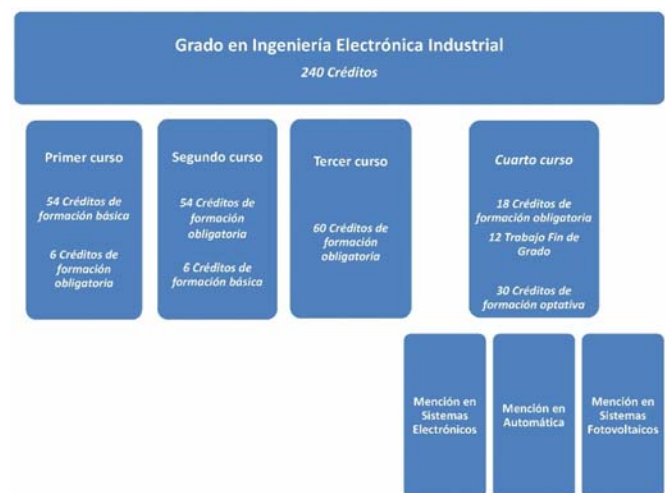 Grado en Ingeniería Electrónica Industrial
240 Créditos
Primer curso
54 Créditos de
formación básica
6 Créditos de
formación
obligatoria
Segundo curso
54 Créditos de
formación
obligatoria
6 Créditos de
formación básica
Tercer curso
60 Créditos de
formación
obligatoria
Cuarto curso
18 Créditos de
formación obligatoria
12 Trabajo Fin de
Grado
30 Créditos de
formación optativa
Mención en
Sistemas
Electrónicos
Mención en
Automática
Mención en
Sistemas
Fotovoltaicos